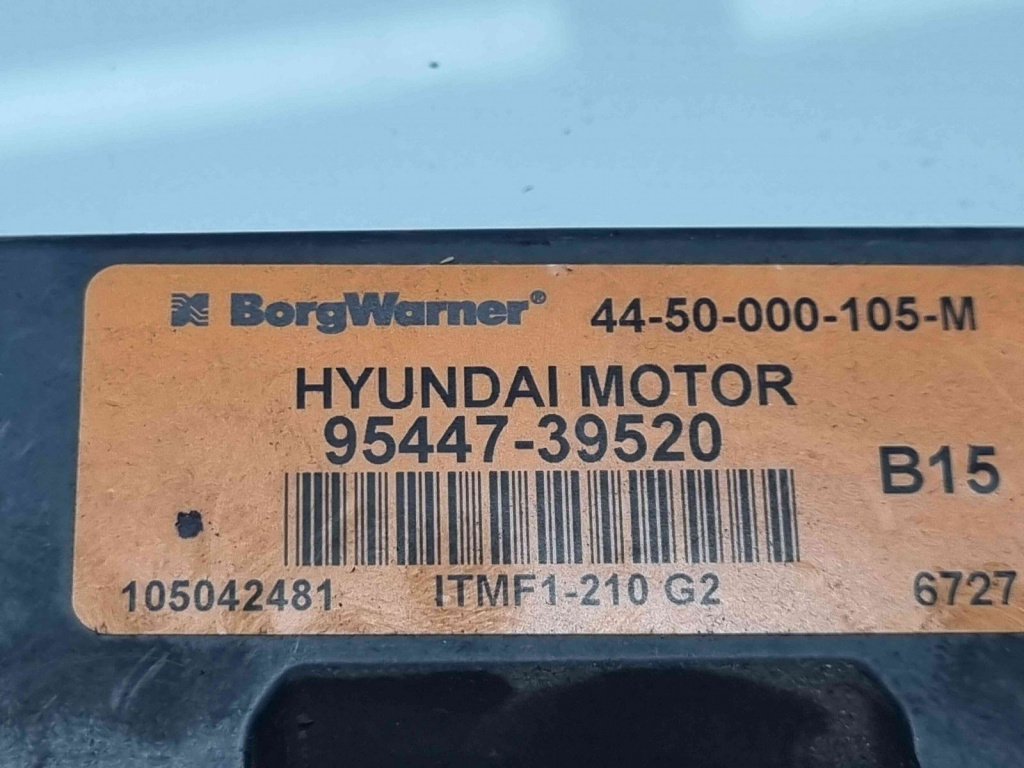 BorgWarner® 44-50-000-105-M
HYUNDAI MOTOR
95447-39520
B15
105042481 ITMF1-210 G2 6727